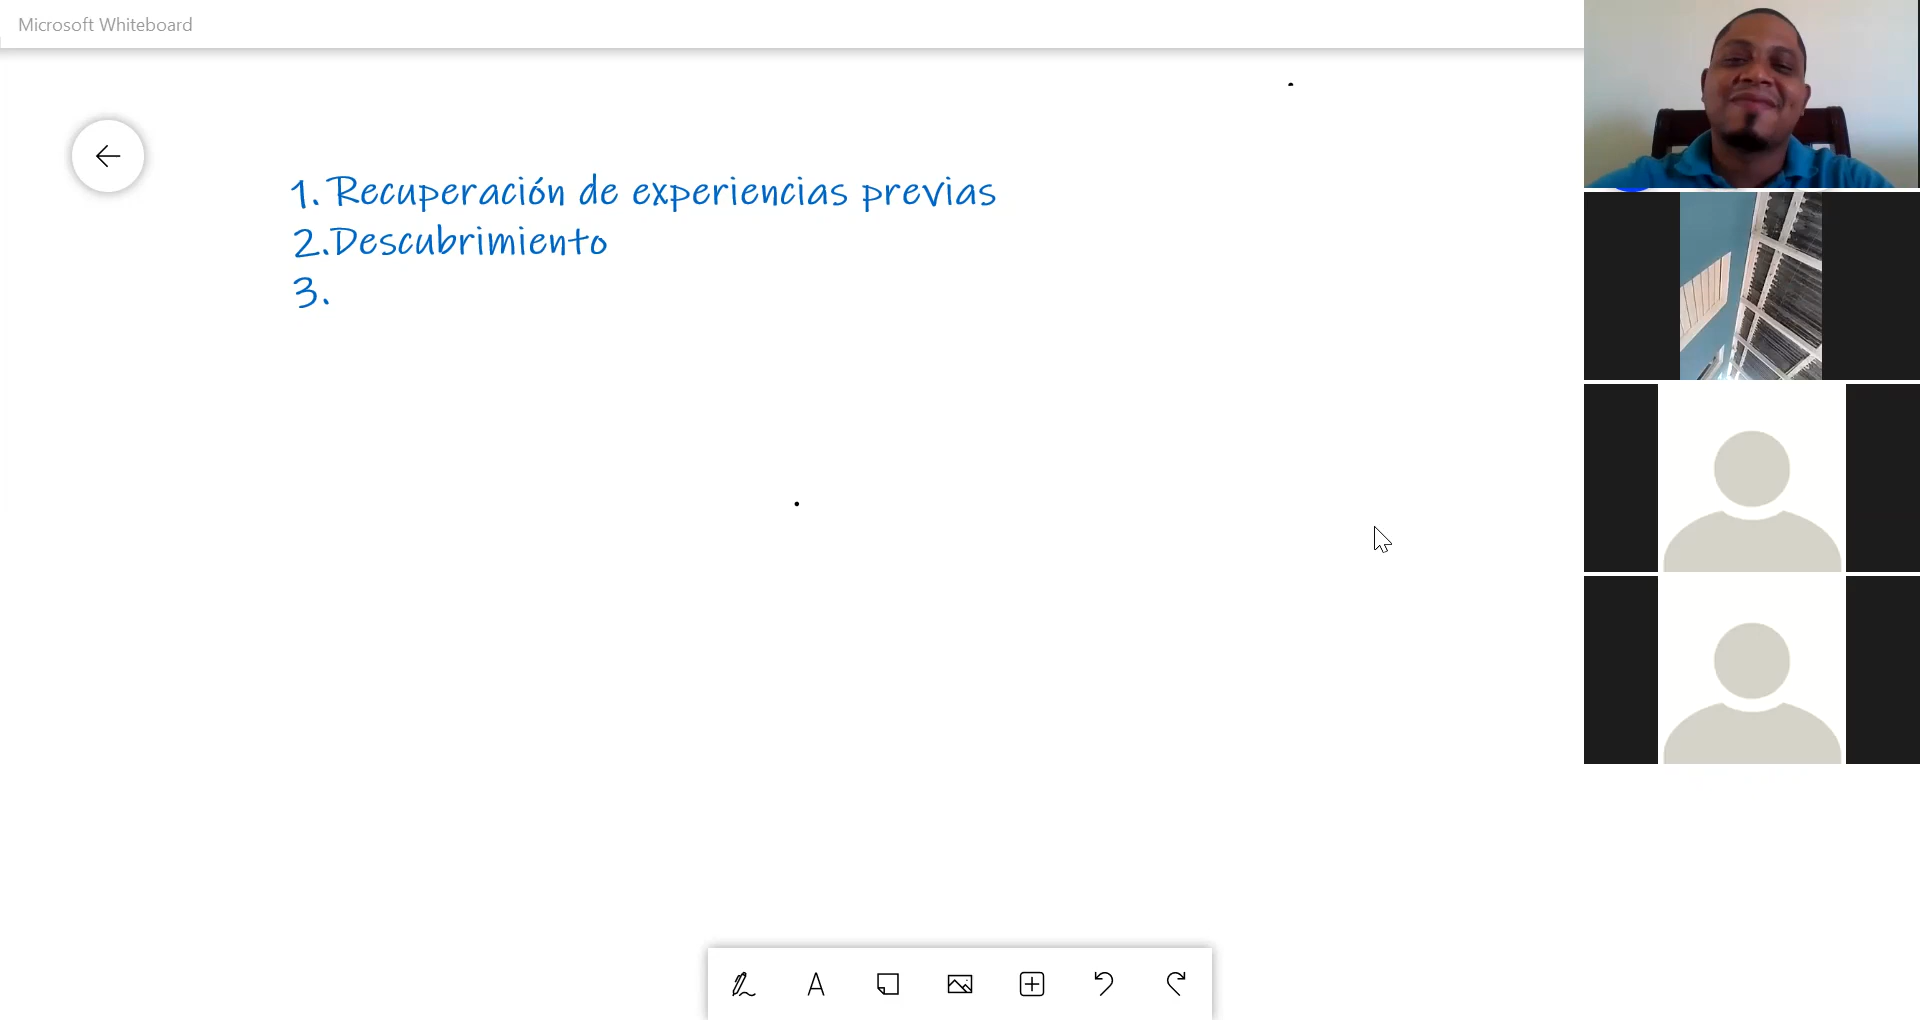 Microsoft Whiteboard
1. Recuperación de experiencias previas
2.Descubrimiento
3.